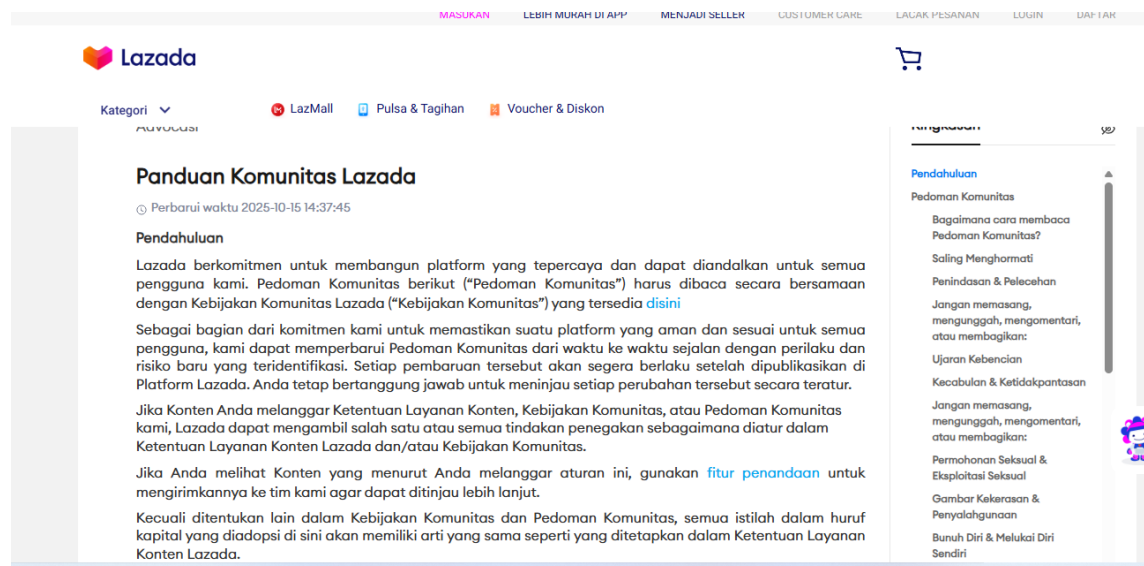 MASUKAN LEBIH MURAH DI APP MENJADI SELLER CUSTOMER CARE LACAK PESANAN LOGIN DAFTAR
Lazada
Kategori LazMall Pulsa & Tagihan Voucher & Diskon
Advocasi
Panduan Komunitas Lazada
Perbarui waktu 2025-10-15 14:37:45
Pendahuluan
Lazada berkomitmen untuk membangun platform yang tepercaya dan dapat diandalkan untuk semua
pengguna kami. Pedoman Komunitas berikut (“Pedoman Komunitas”) harus dibaca secara bersamaan
dengan Kebijakan Komunitas Lazada (“Kebijakan Komunitas”) yang tersedia disini
Sebagai bagian dari komitmen kami untuk memastikan suatu platform yang aman dan sesuai untuk semua
pengguna, kami dapat memperbarui Pedoman Komunitas dari waktu ke waktu sejalan dengan perilaku dan
risiko baru yang teridentifikasi. Setiap pembaruan tersebut akan segera berlaku setelah dipublikasikan di
Platform Lazada. Anda tetap bertanggung jawab untuk meninjau setiap perubahan tersebut secara teratur.
Jika Konten Anda melanggar Ketentuan Layanan Konten, Kebijakan Komunitas, atau Pedoman Komunitas
kami, Lazada dapat mengambil salah satu atau semua tindakan penegakan sebagaimana diatur dalam
Ketentuan Layanan Konten Lazada dan/atau Kebijakan Komunitas.
Jika Anda melihat Konten yang menurut Anda melanggar aturan ini, gunakan fitur penandaan untuk
mengirimkannya ke tim kami agar dapat ditinjau lebih lanjut.
Kecuali ditentukan lain dalam Kebijakan Komunitas dan Pedoman Komunitas, semua istilah dalam huruf
kapital yang diadopsi di sini akan memiliki arti yang sama seperti yang ditetapkan dalam Ketentuan Layanan
Konten Lazada.
Ringkasan
Pendahuluan
Pedoman Komunitas
Bagaimana cara membaca
Pedoman Komunitas?
Saling Menghormati
Penindasan & Pelecehan
Jangan memasang,
mengunggah, mengomentari,
atau membagikan:
Ujaran Kebencian
Kecabulan & Ketidakpantasan
Jangan memasang,
mengunggah, mengomentari,
atau membagikan:
Permohonan Seksual &
Eksploitasi Seksual
Gambar Kekerasan &
Penyalahgunaan
Bunuh Diri & Melukai Diri
Sendiri